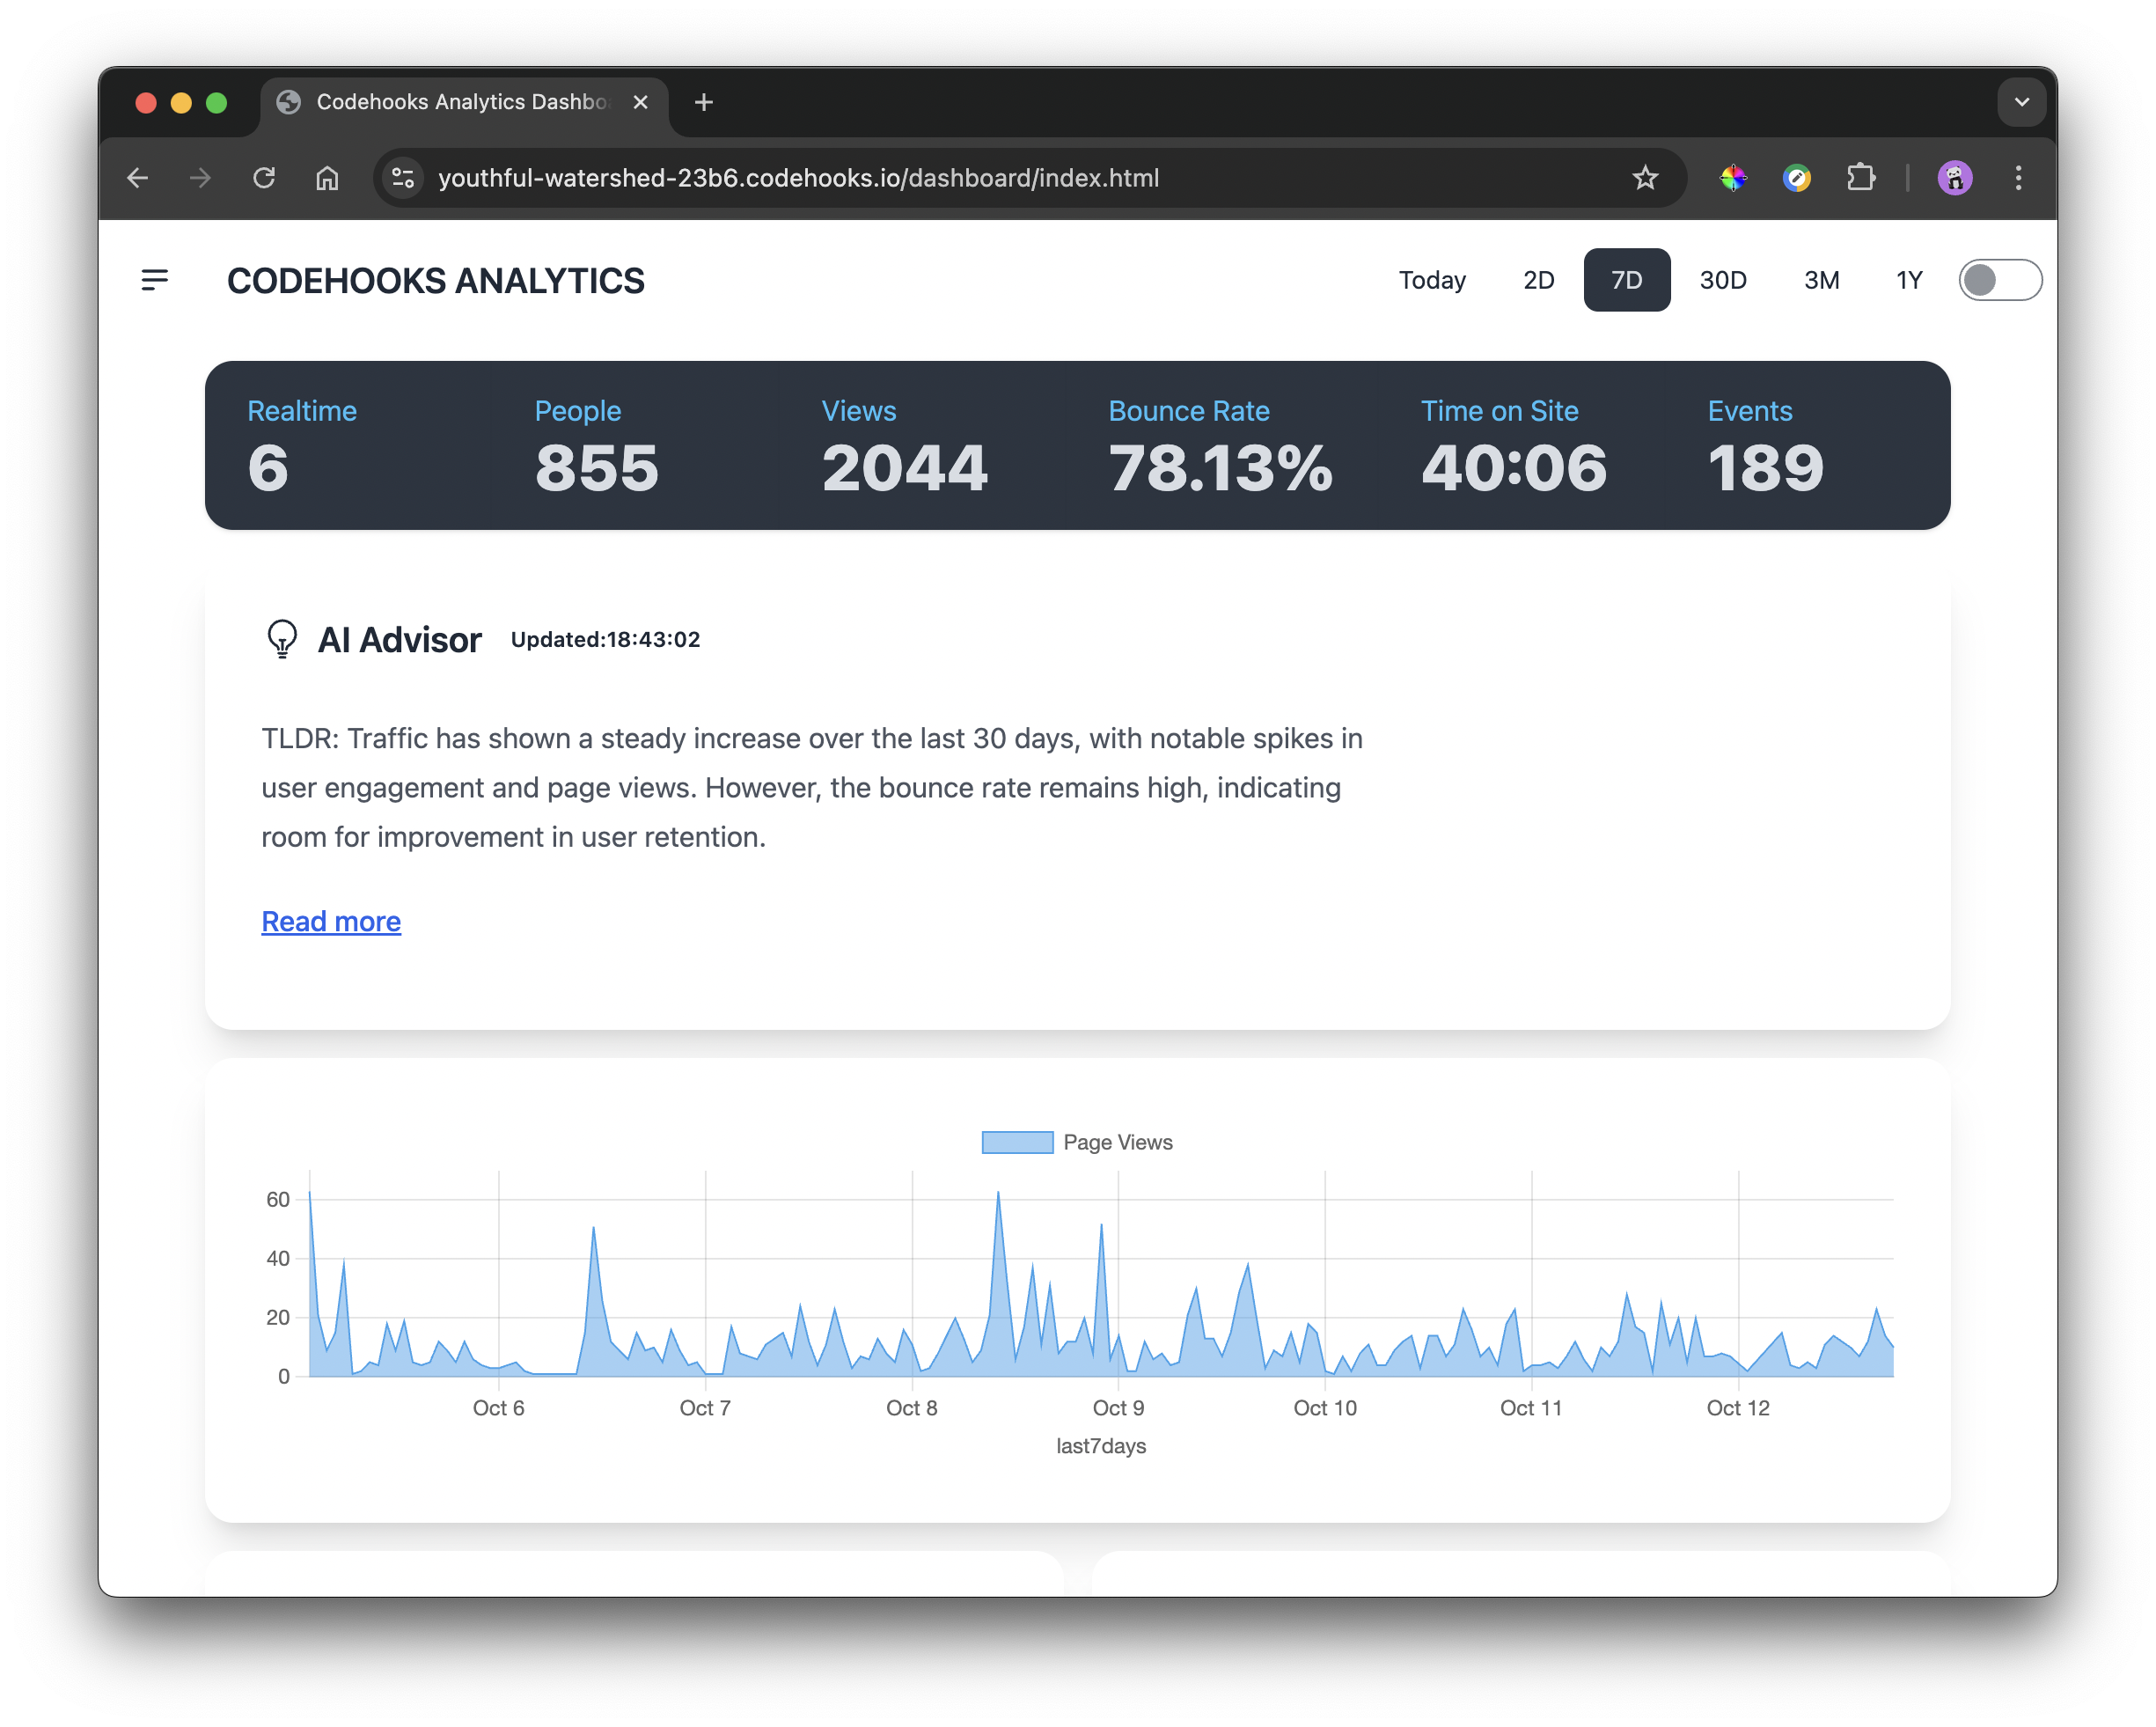 Codehooks Analytics Dashbo
youthful-watershed-23b6.codehooks.io/dashboard/index.html
CODEHOOKS ANALYTICS
Today 2D 7D 30D 3M 1Y
Realtime People Views Bounce Rate Time on Site Events
6 855 2044 78.13% 40:06 189
AI Advisor Updated:18:43:02
TLDR: Traffic has shown a steady increase over the last 30 days, with notable spikes in
user engagement and page views. However, the bounce rate remains high, indicating
room for improvement in user retention.
Read more
Page Views
60
40
20
0
Oct 6 Oct 7 Oct 8 Oct 9 Oct 10 Oct 11 Oct 12
last7days